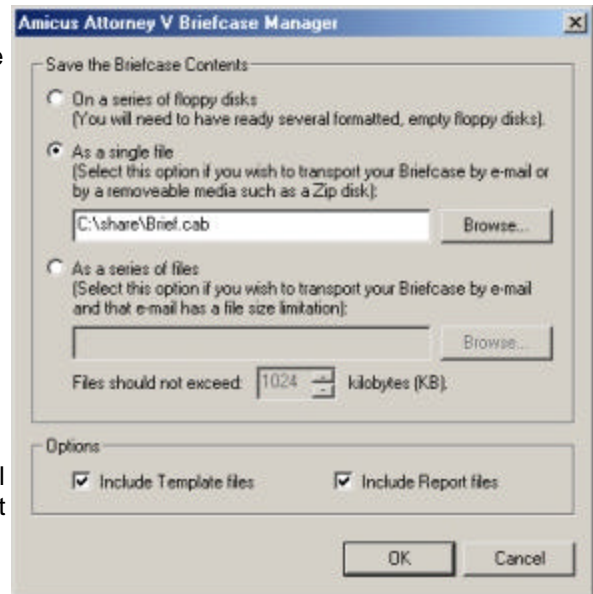 Amicus Attorney V Briefcase Manager
e
Save the Briefcase Contents
On a series of floppy disks
(You will need to have ready several formatted, empty floppy disks).
As a single file
(Select this option if you wish to transport your Briefcase by e-mail or
by a removeable media such as a Zip disk):
C:\share\Brief.cab
Browse...
As a series of files
(Select this option if you wish to transport your Briefcase by e-mail
and that e-mail has a file size limitation):
Browse...
Files should not exceed: 1024 kilobytes (KB).
Options
l
Include Template files Include Report files
t
OK Cancel